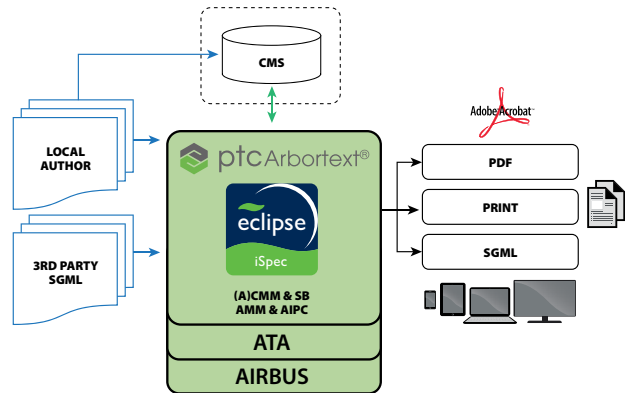 CMS
LOCAL
AUTHOR
3RD PARTY
SGML
ptc Arbortext®
eclipse
iSpec
(A)CMM & SB
AMM & AIPC
ATA
AIRBUS
Adobe Acrobat™
PDF
PRINT
SGML